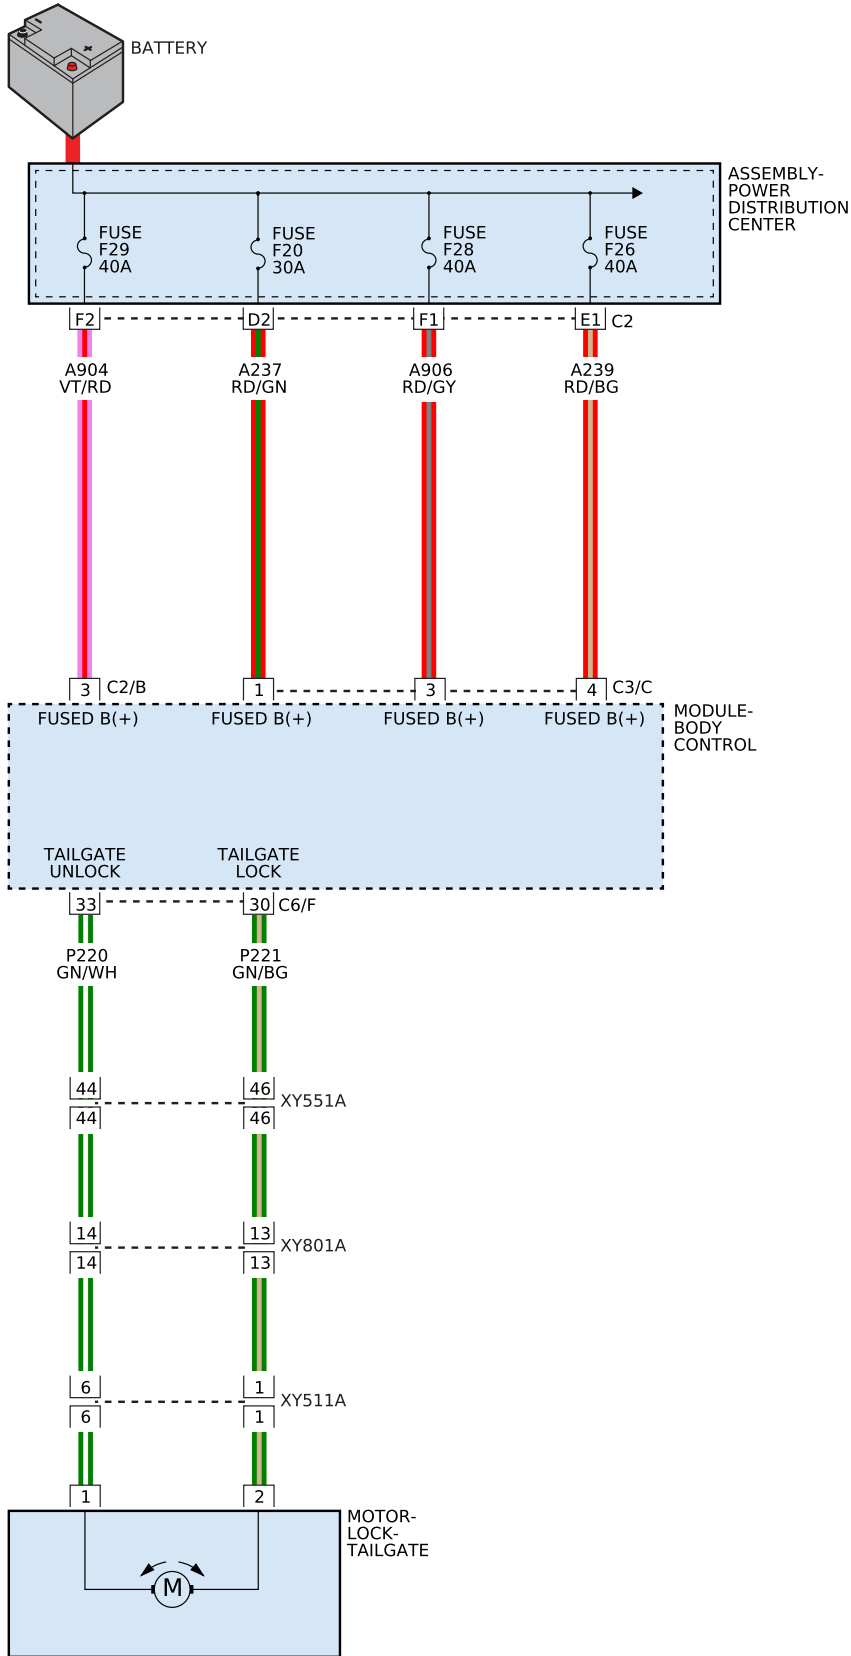 BATTERY
ASSEMBLY-
POWER
DISTRIBUTION
CENTER
FUSE
F29
40A
FUSE
F20
30A
FUSE
F28
40A
FUSE
F26
40A
F2 D2 F1 E1 C2
A904
VT/RD
A237
RD/GN
A906
RD/GY
A239
RD/BG
3 C2/B 1 3 4 C3/C
FUSED B(+) FUSED B(+) FUSED B(+) FUSED B(+)
MODULE-
BODY
CONTROL
TAILGATE
UNLOCK
TAILGATE
LOCK
33 30 C6/F
P220
GN/WH
P221
GN/BG
44 46
XY551A
44 46
14 13
XY801A
14 13
6 1
XY511A
6 1
1 2
MOTOR-
LOCK-
TAILGATE
M